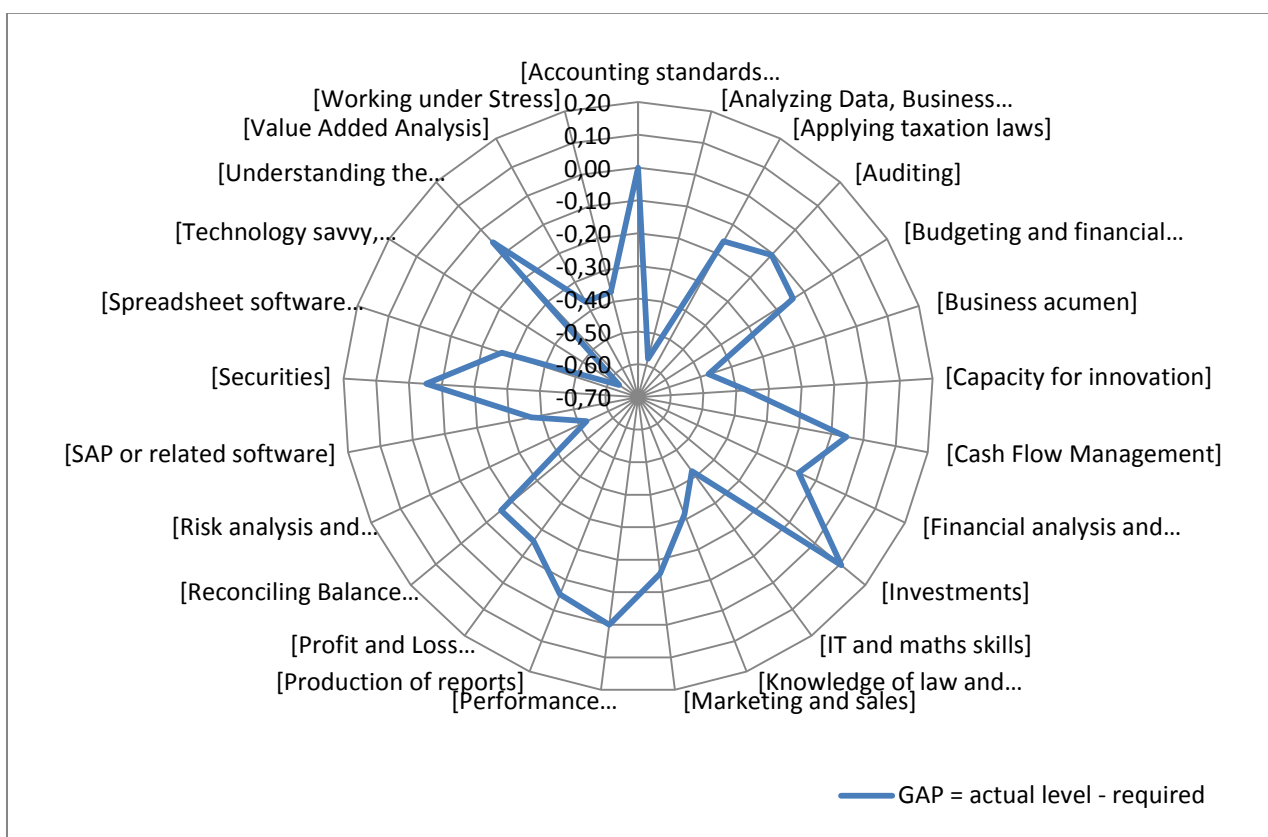 [Accounting standards...
[Analyzing Data, Business...
[Applying taxation laws]
[Auditing]
[Budgeting and financial...
[Business acumen]
[Capacity for innovation]
[Cash Flow Management]
[Financial analysis and...
[Investments]
[IT and maths skills]
[Knowledge of law and...
[Marketing and sales]
[Performance...
[Production of reports]
[Profit and Loss...
[Reconciling Balance...
[Risk analysis and...
[SAP or related software]
[Securities]
[Spreadsheet software...
[Technology savvy,...
[Understanding the...
[Value Added Analysis]
[Working under Stress]
0,20
0,10
0,00
-0,10
-0,20
-0,30
-0,40
-0,50
-0,60
-0,70
GAP = actual level - required